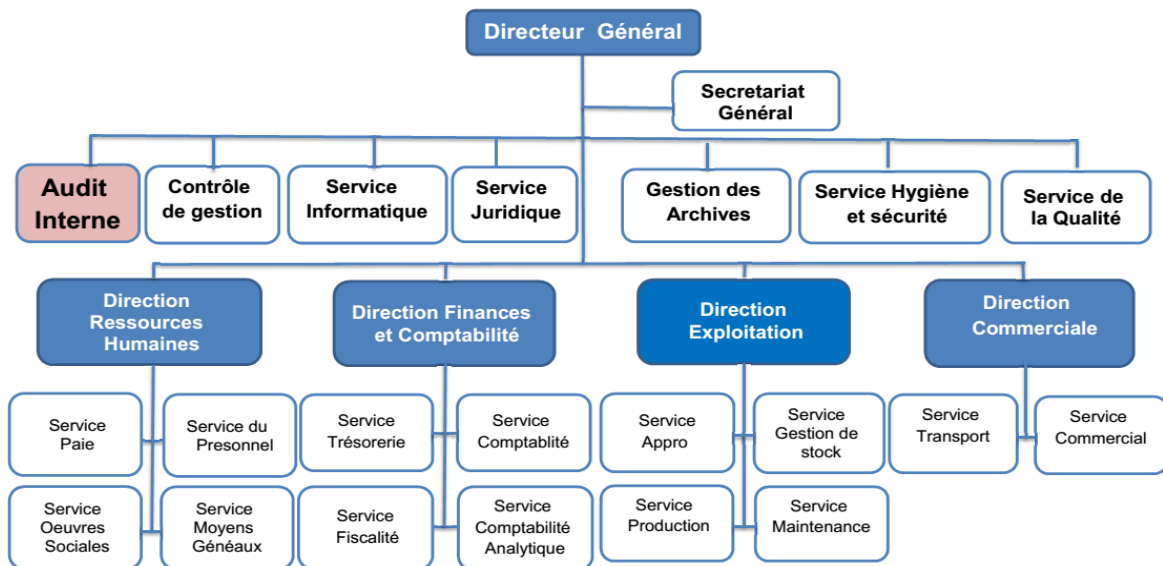 Directeur Général
Secretariat
Général
Audit
Interne
Contrôle
de gestion
Service
Informatique
Service
Juridique
Gestion des
Archives
Service Hygiène
et sécurité
Service de
la Qualité
Direction
Ressources
Humaines
Direction Finances
et Comptabilité
Direction
Exploitation
Direction
Commerciale
Service
Paie
Service du
Presonnel
Service
Trésorerie
Service
Comptablité
Service
Appro
Service
Gestion de
stock
Service
Transport
Service
Commercial
Service
Oeuvres
Sociales
Service
Moyens
Généaux
Service
Fiscalité
Service
Comptabilité
Analytique
Service
Production
Service
Maintenance